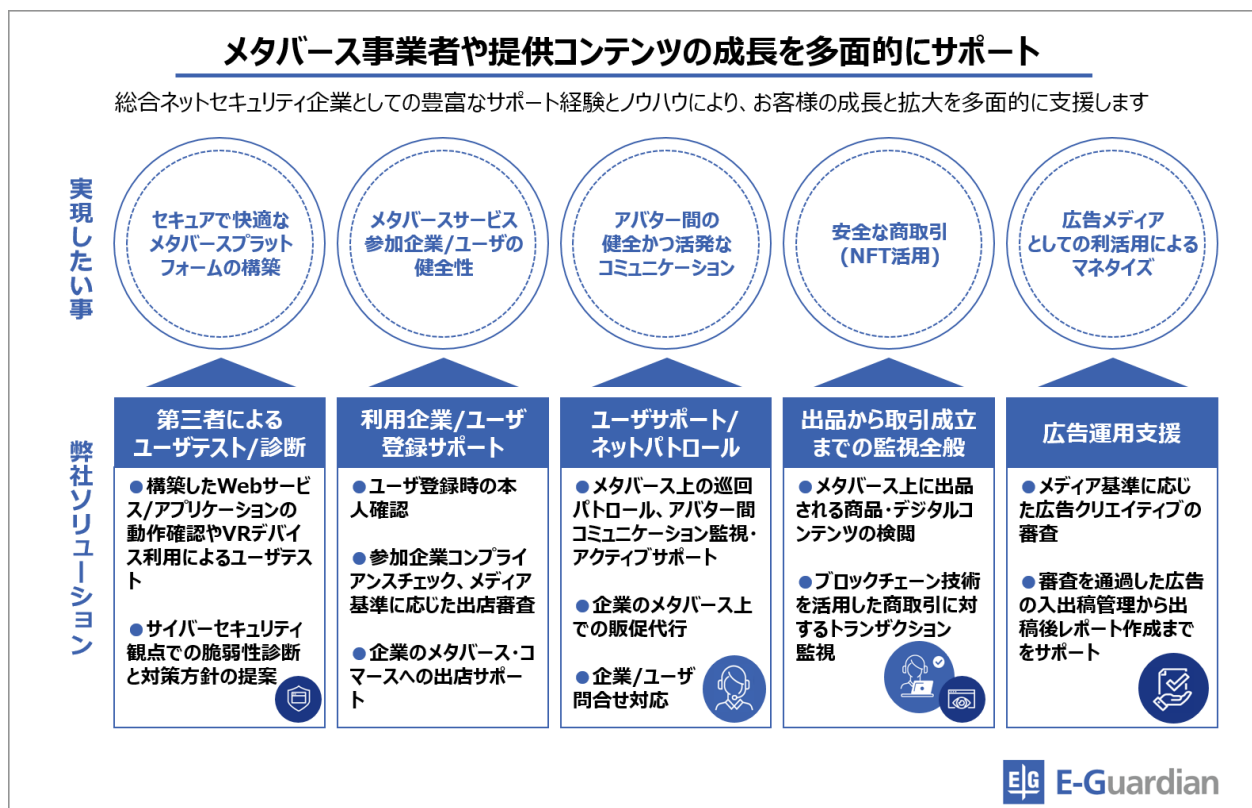 メタバース事業者や提供コンテンツの成長を多面的にサポート
総合ネットセキュリティ企業としての豊富なサポート経験とノウハウにより、お客様の成長と拡大を多面的に支援します
実現したい事
セキュアで快適な
メタバースプラット
フォームの構築
メタバースサービス
参加企業/ユーザの
健全性
アバター間の
健全かつ活発な
コミュニケーション
安全な商取引
(NFT活用)
広告メディア
としての利活用による
マネタイズ
弊社ソリューション
第三者による
ユーザテスト/診断
●構築したWebサービ
ス/アプリケーションの
動作確認やVRデバイ
ス利用によるユーザテス
ト
●サイバーセキュリティ
観点での脆弱性診断
と対策方針の提案
利用企業/ユーザ
登録サポート
●ユーザ登録時の本
人確認
●参加企業コンプライ
アンスチェック、メディア
基準に応じた出店審査
●企業のメタバース・コ
マースへの出店サポー
ト
ユーザサポート/
ネットパトロール
●メタバース上の巡回
パトロール、アバター間
コミュニケーション監視・
アクティブサポート
●企業のメタバース上
での販促代行
●企業/ユーザ
問合せ対応
出品から取引成立
までの監視全般
●メタバース上に出品
される商品・デジタルコ
ンテンツの検閲
●ブロックチェーン技術
を活用した商取引に対
するトランザクション
監視
広告運用支援
●メディア基準に応じ
た広告クリエイティブの
審査
●審査を通過した広告
の入出稿管理から出
稿後レポート作成まで
をサポート
EG E-Guardian